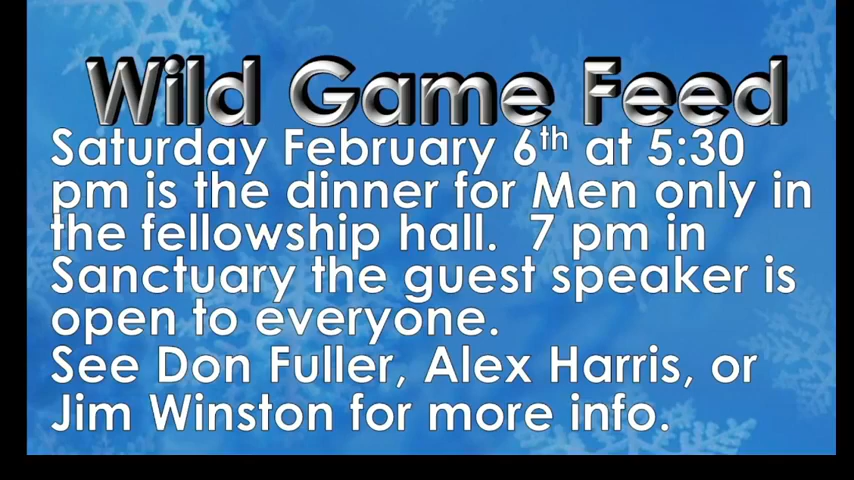 Wild Game Feed
Saturday February 6th at 5:30
pm is the dinner for Men only in
the fellowship hall.  7 pm in
Sanctuary the guest speaker is
open to everyone.
See Don Fuller, Alex Harris, or
Jim Winston for more info.